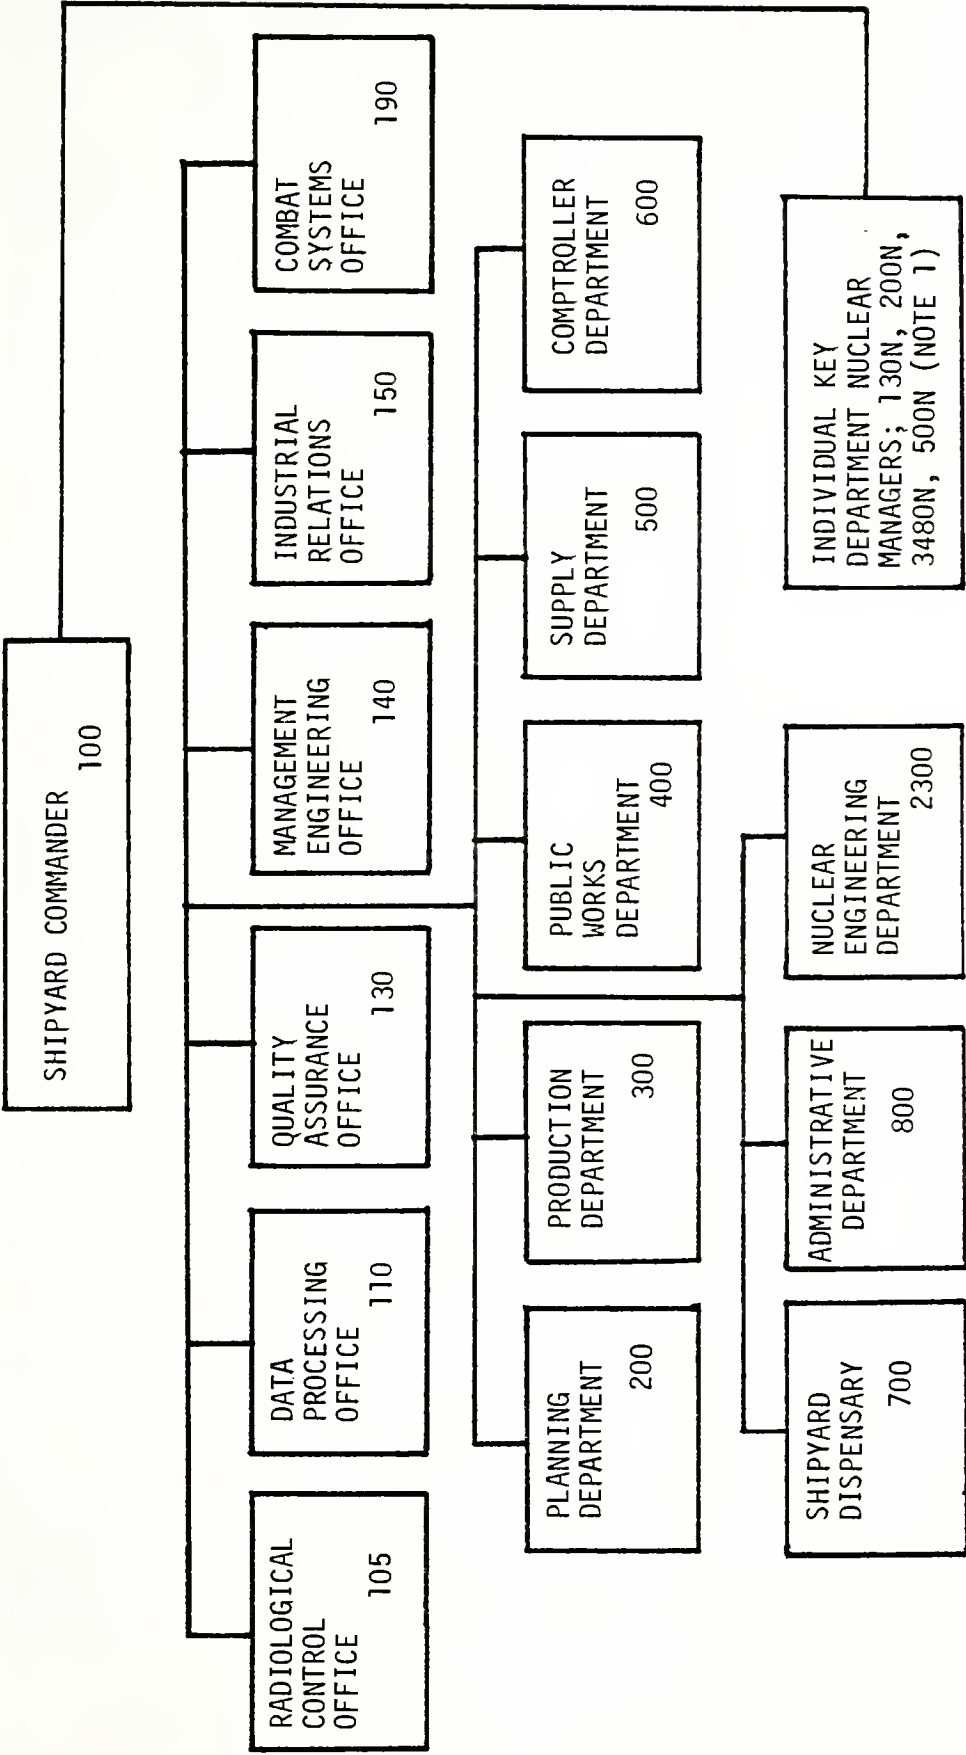 SHIPYARD COMMANDER
100
RADIOLOGICAL
CONTROL
OFFICE
105
DATA
PROCESSING
OFFICE
110
QUALITY
ASSURANCE
OFFICE
130
MANAGEMENT
ENGINEERING
OFFICE
140
INDUSTRIAL
RELATIONS
OFFICE
150
COMBAT
SYSTEMS
OFFICE
190
PLANNING
DEPARTMENT
200
PRODUCTION
DEPARTMENT
300
PUBLIC
WORKS
DEPARTMENT
400
SUPPLY
DEPARTMENT
500
COMPTROLLER
DEPARTMENT
600
SHIPYARD
DISPENSARY
700
ADMINISTRATIVE
DEPARTMENT
800
NUCLEAR
ENGINEERING
DEPARTMENT
2300
INDIVIDUAL KEY
DEPARTMENT NUCLEAR
MANAGERS; 130N, 200N,
3480N, 500N (NOTE 1)